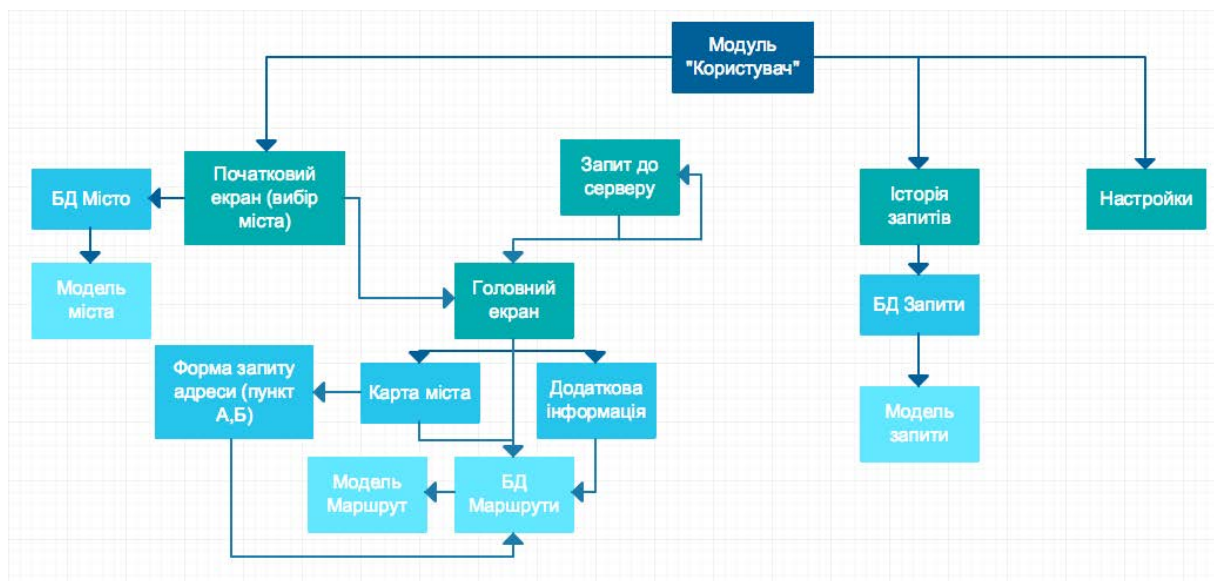 Модуль
"Користувач"
Початковий
екран (вибір
міста)
Запит до
серверу
БД Місто
Історія
запитів
Настройки
Модель
міста
Головний
екран
БД Запити
Форма запиту
адреси (пункт
А,Б)
Карта міста
Додаткова
інформація
Модель
запити
Модель
Маршрут
БД
Маршрути